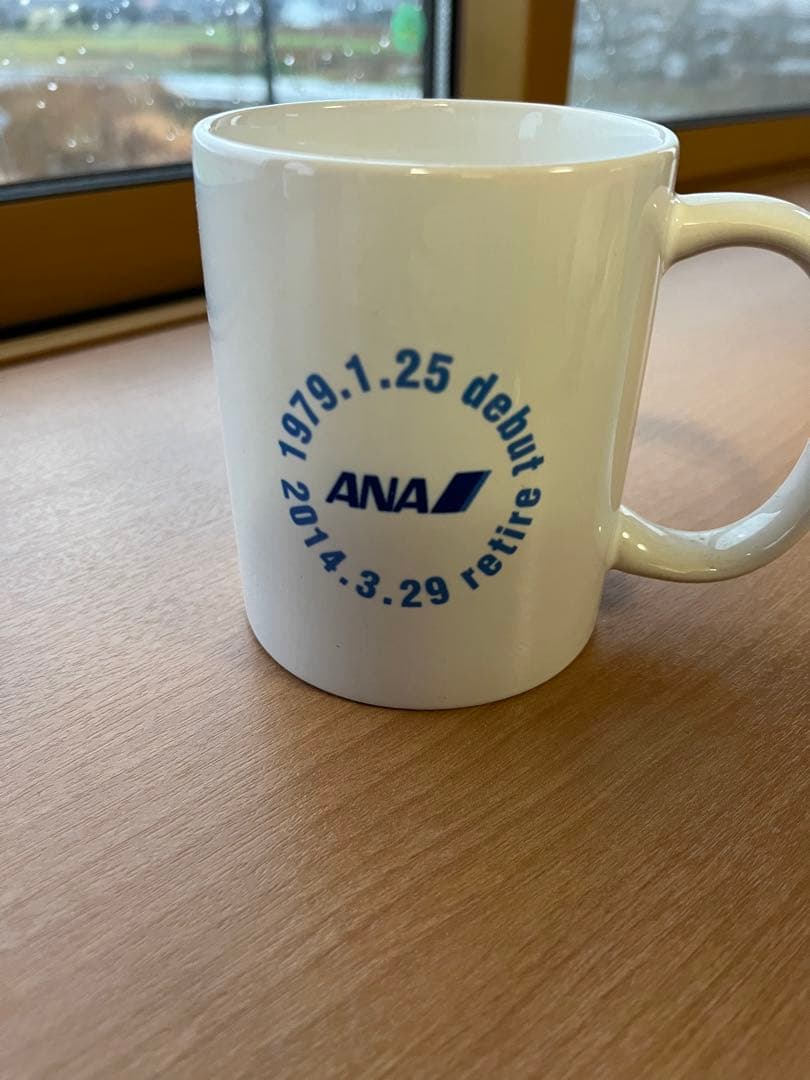 1979.1.25 debut
ANA
2014.3.29 retire